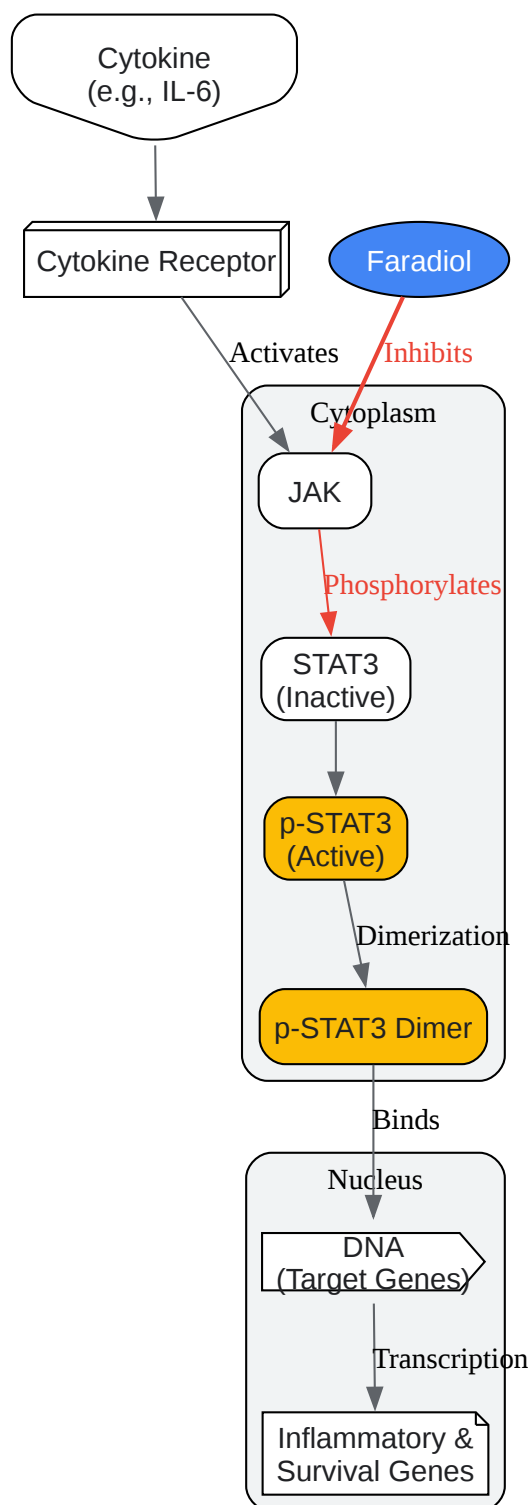 Cytokine
(e.g., IL-6)
Cytokine Receptor
Faradiol
Activates
Inhibits
Cytoplasm
JAK
Phosphorylates
STAT3
(Inactive)
p-STAT3
(Active)
Dimerization
p-STAT3 Dimer
Binds
Nucleus
DNA
(Target Genes)
Transcription
Inflammatory &
Survival Genes